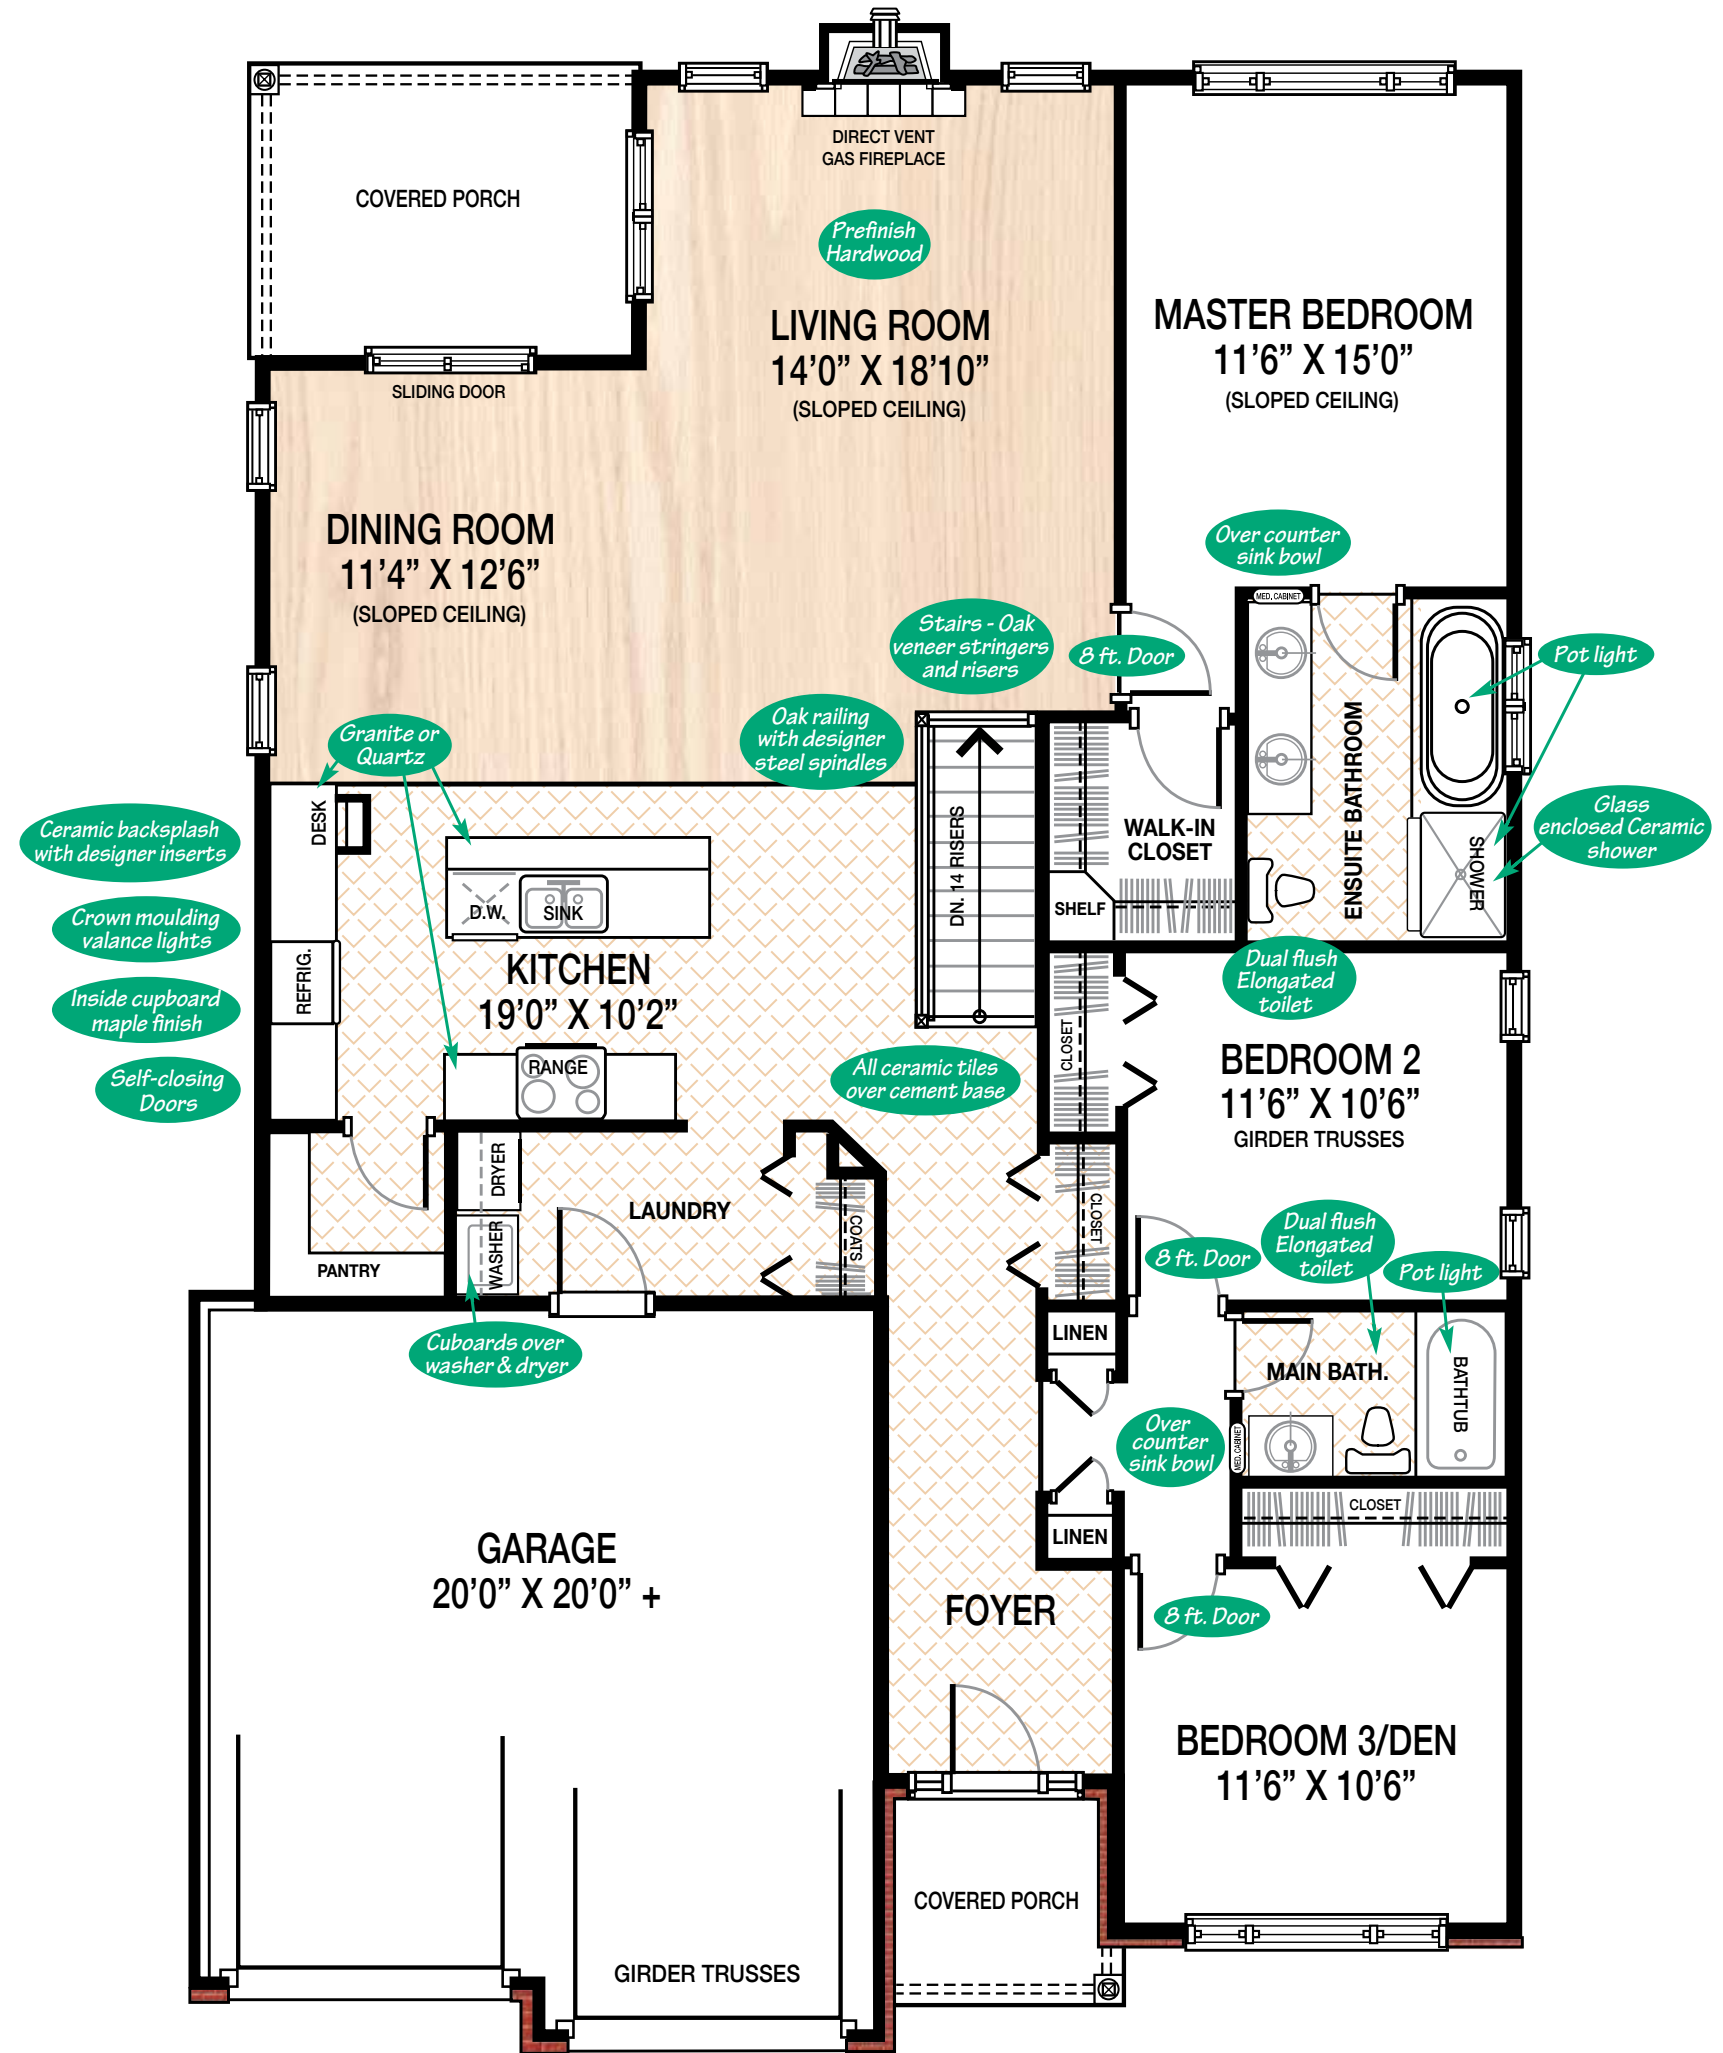 DIRECT VENT
GAS FIREPLACE
COVERED PORCH
Prefinish
Hardwood
LIVING ROOM
14’0” X 18’10”
(SLOPED CEILING)
MASTER BEDROOM
11’6” X 15’0”
(SLOPED CEILING)
SLIDING DOOR
DINING ROOM
11’4” X 12’6”
(SLOPED CEILING)
Over counter
sink bowl
MED. CABINET
Stairs - Oak
veneer stringers
and risers
8 ft. Door
Pot light
Oak railing
with designer
steel spindles
Granite or
Quartz
ENSUITE BATHROOM
DESK
Ceramic backsplash
with designer inserts
DN. 14 RISERS
WALK-IN
CLOSET
Glass
enclosed Ceramic
shower
SHOWER
D.W.
SINK
SHELF
Crown moulding
valance lights
REFRIG.
KITCHEN
19’0” X 10’2”
Dual flush
Elongated
toilet
Inside cupboard
maple finish
CLOSET
BEDROOM 2
11’6” X 10’6”
GIRDER TRUSSES
Self-closing
Doors
RANGE
All ceramic tiles
over cement base
DRYER
LAUNDRY
WASHER
COATS
CLOSET
PANTRY
8 ft. Door
Dual flush
Elongated
toilet
Pot light
Cuboards over
washer & dryer
LINEN
MAIN BATH.
BATHTUB
Over
counter
sink bowl
MED. CABINET
CLOSET
LINEN
GARAGE
20’0” X 20’0” +
FOYER
8 ft. Door
BEDROOM 3/DEN
11’6” X 10’6”
COVERED PORCH
GIRDER TRUSSES